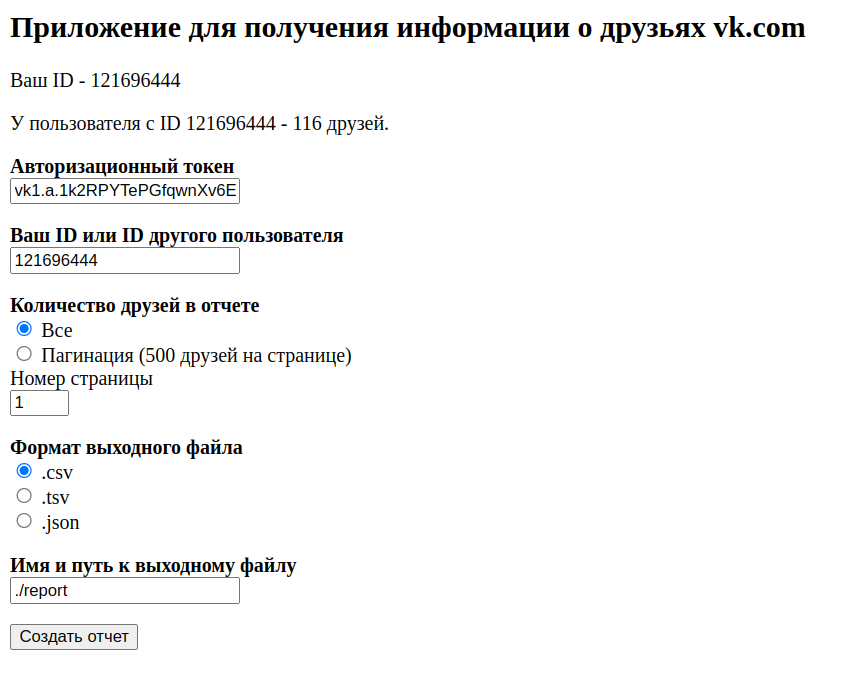 Приложение для получения информации о друзьях vk.com
Ваш ID - 121696444
У пользователя с ID 121696444 - 116 друзей.
Авторизационный токен
vk1.a.1k2RPYTePGfqwnXv6E
Ваш ID или ID другого пользователя
121696444
Количество друзей в отчете
Все
Пагинация (500 друзей на странице)
Номер страницы
1
Формат выходного файла
.csv
.tsv
.json
Имя и путь к выходному файлу
./report
Создать отчет